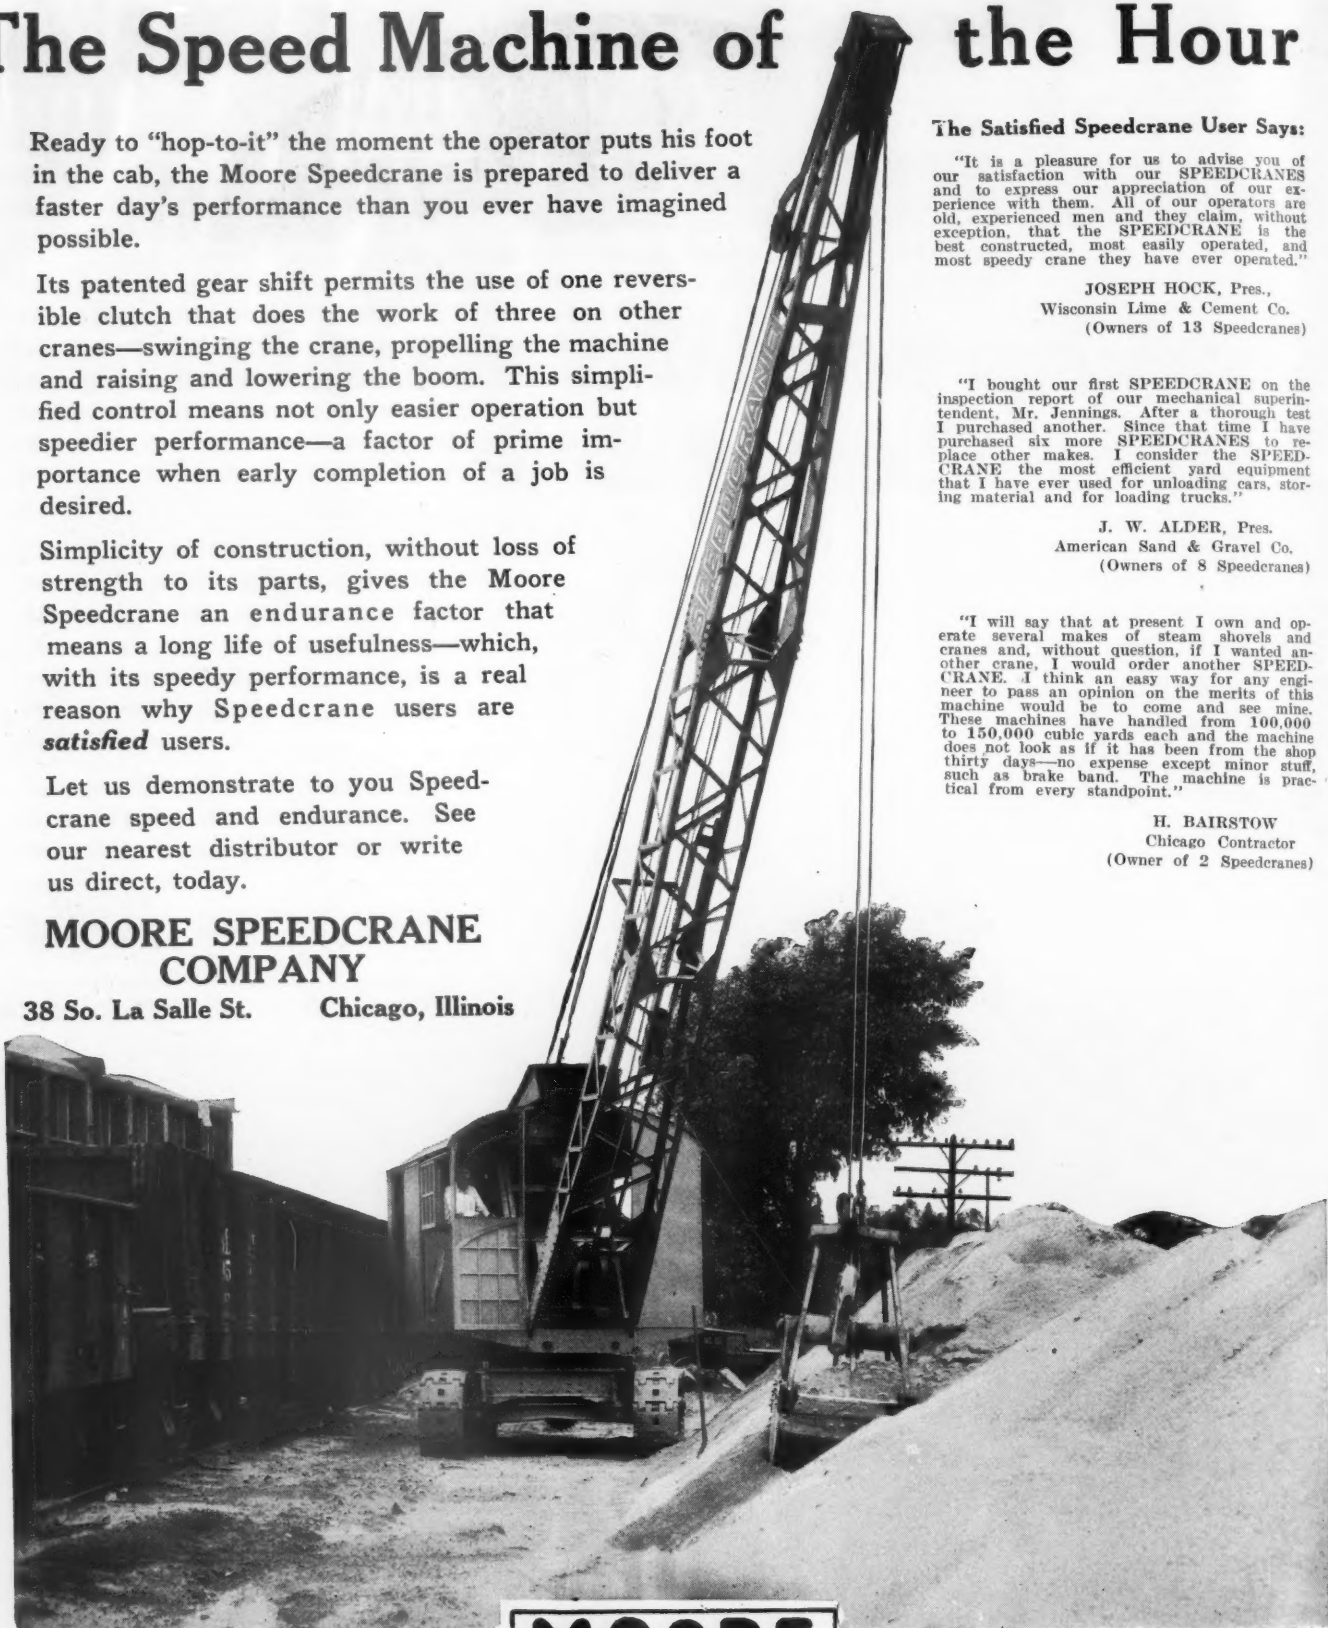 The Speed Machine of the Hour
Ready to “hop-to-it” the moment the operator puts his foot
in the cab, the Moore Speedcrane is prepared to deliver a
faster day's performance than you ever have imagined
possible.
Its patented gear shift permits the use of one revers-
ible clutch that does the work of three on other
cranes—swinging the crane, propelling the machine
and raising and lowering the boom. This simpli-
fied control means not only easier operation but
speedier performance—a factor of prime im-
portance when early completion of a job is
desired.
Simplicity of construction, without loss of
strength to its parts, gives the Moore
Speedcrane an endurance factor that
means a long life of usefulness—which,
with its speedy performance, is a real
reason why Speedcrane users are
satisfied users.
Let us demonstrate to you Speed-
crane speed and endurance. See
our nearest distributor or write
us direct, today.
MOORE SPEEDCRANE
COMPANY
38 So. La Salle St. Chicago, Illinois
The Satisfied Speedcrane User Says:
“It is a pleasure for us to advise you of
our satisfaction with our SPEEDCRANES
and to express our appreciation of our ex-
perience with them. All of our operators are
old, experienced men and they claim, without
exception, that the SPEEDCRANE is the
best constructed, most easily operated, and
most speedy crane they have ever operated.”
JOSEPH HOCK, Pres.,
Wisconsin Lime & Cement Co.
(Owners of 13 Speedcranes)
“I bought our first SPEEDCRANE on the
inspection report of our mechanical superin-
tendent, Mr. Jennings. After a thorough test
I purchased another. Since that time I have
purchased six more SPEEDCRANES to re-
place other makes. I consider the SPEED-
CRANE the most efficient yard equipment
that I have ever used for unloading cars, stor-
ing material and for loading trucks.”
J. W. ALDER, Pres.
American Sand & Gravel Co.
(Owners of 8 Speedcranes)
“I will say that at present I own and op-
erate several makes of steam shovels and
cranes and, without question, if I wanted an-
other crane, I would order another SPEED-
CRANE. I think an easy way for any engi-
neer to pass an opinion on the merits of this
machine would be to come and see mine.
These machines have handled from 100,000
to 150,000 cubic yards each and the machine
does not look as if it has been from the shop
thirty days—no expense except minor stuff,
such as brake band. The machine is prac-
tical from every standpoint.”
H. BAIRSTOW
Chicago Contractor
(Owner of 2 Speedcranes)
SPEEDCRANE
MOORE